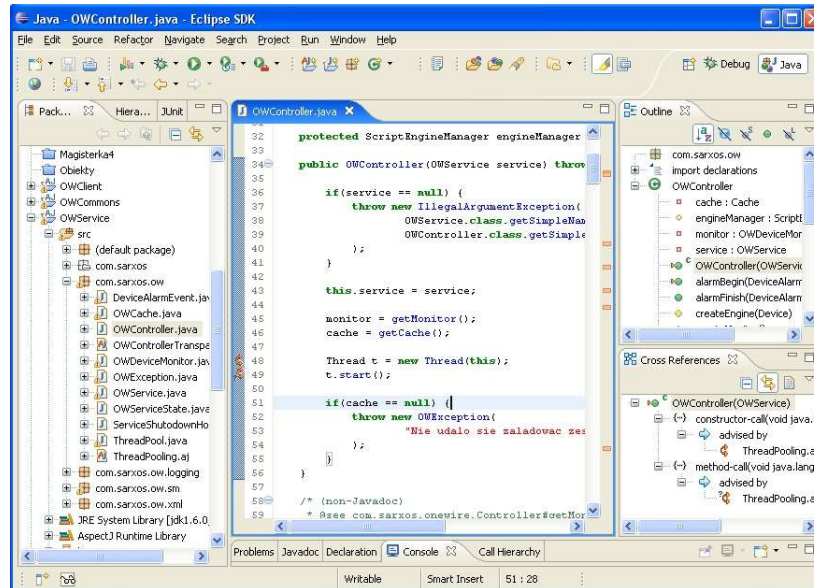 Java - OWController.java - Eclipse SDK
File Edit Source Refactor Navigate Search Project Run Window Help
Debug Java
Pack... Hiera... JUnit
Magisterka4
Obiekty
OWClient
OWCommons
OWService
src
(default package)
com.sarxos
com.sarxos.ow
DeviceAlarmEvent.jav
OWCache.java
OWController.java
OWControllerTranspa
OWDeviceMonitor.jav
OWException.java
OWService.java
OWServiceState.java
ServiceShutdownHo
ThreadPool.java
ThreadPooling.aj
com.sarxos.ow.logging
com.sarxos.ow.sm
com.sarxos.ow.xml
JRE System Library [jdk1.6.0_
AspectJ Runtime Library
OWController.java
32 protected ScriptEngineManager engineManager
33
34 public OWController(OWService service) throw
35
36 if(service == null) {
37 throw new IllegalArgumentException(
38 OWService.class.getSimpleNam
39 OWController.class.getSimple
40 );
41 }
42
43 this.service = service;
44
45 monitor = getMonitor();
46 cache = getCache();
47
48 Thread t = new Thread(this);
49 t.start();
50
51 if(cache == null) {
52 throw new OWException(
53 "Nie udalo sie zaladowac zes
54 );
55 }
56 }
57
58 /* (non-Javadoc)
59 * @see com.sarxos.onewire.Controller#getMon
Outline
com.sarxos.ow
import declarations
OWController
cache : Cache
engineManager : ScriptE
monitor : OWDeviceMor
service : OWService
OWController(OWServic
alarmBegin(DeviceAlarm
alarmFinish(DeviceAlarm
createEngine(Device)
Cross References
OWController(OWService)
constructor-call(void java.
advised by
ThreadPooling.a
method-call(void java.lang
advised by
ThreadPooling.a
Problems Javadoc Declaration Console Call Hierarchy
Writable Smart Insert 51 : 28